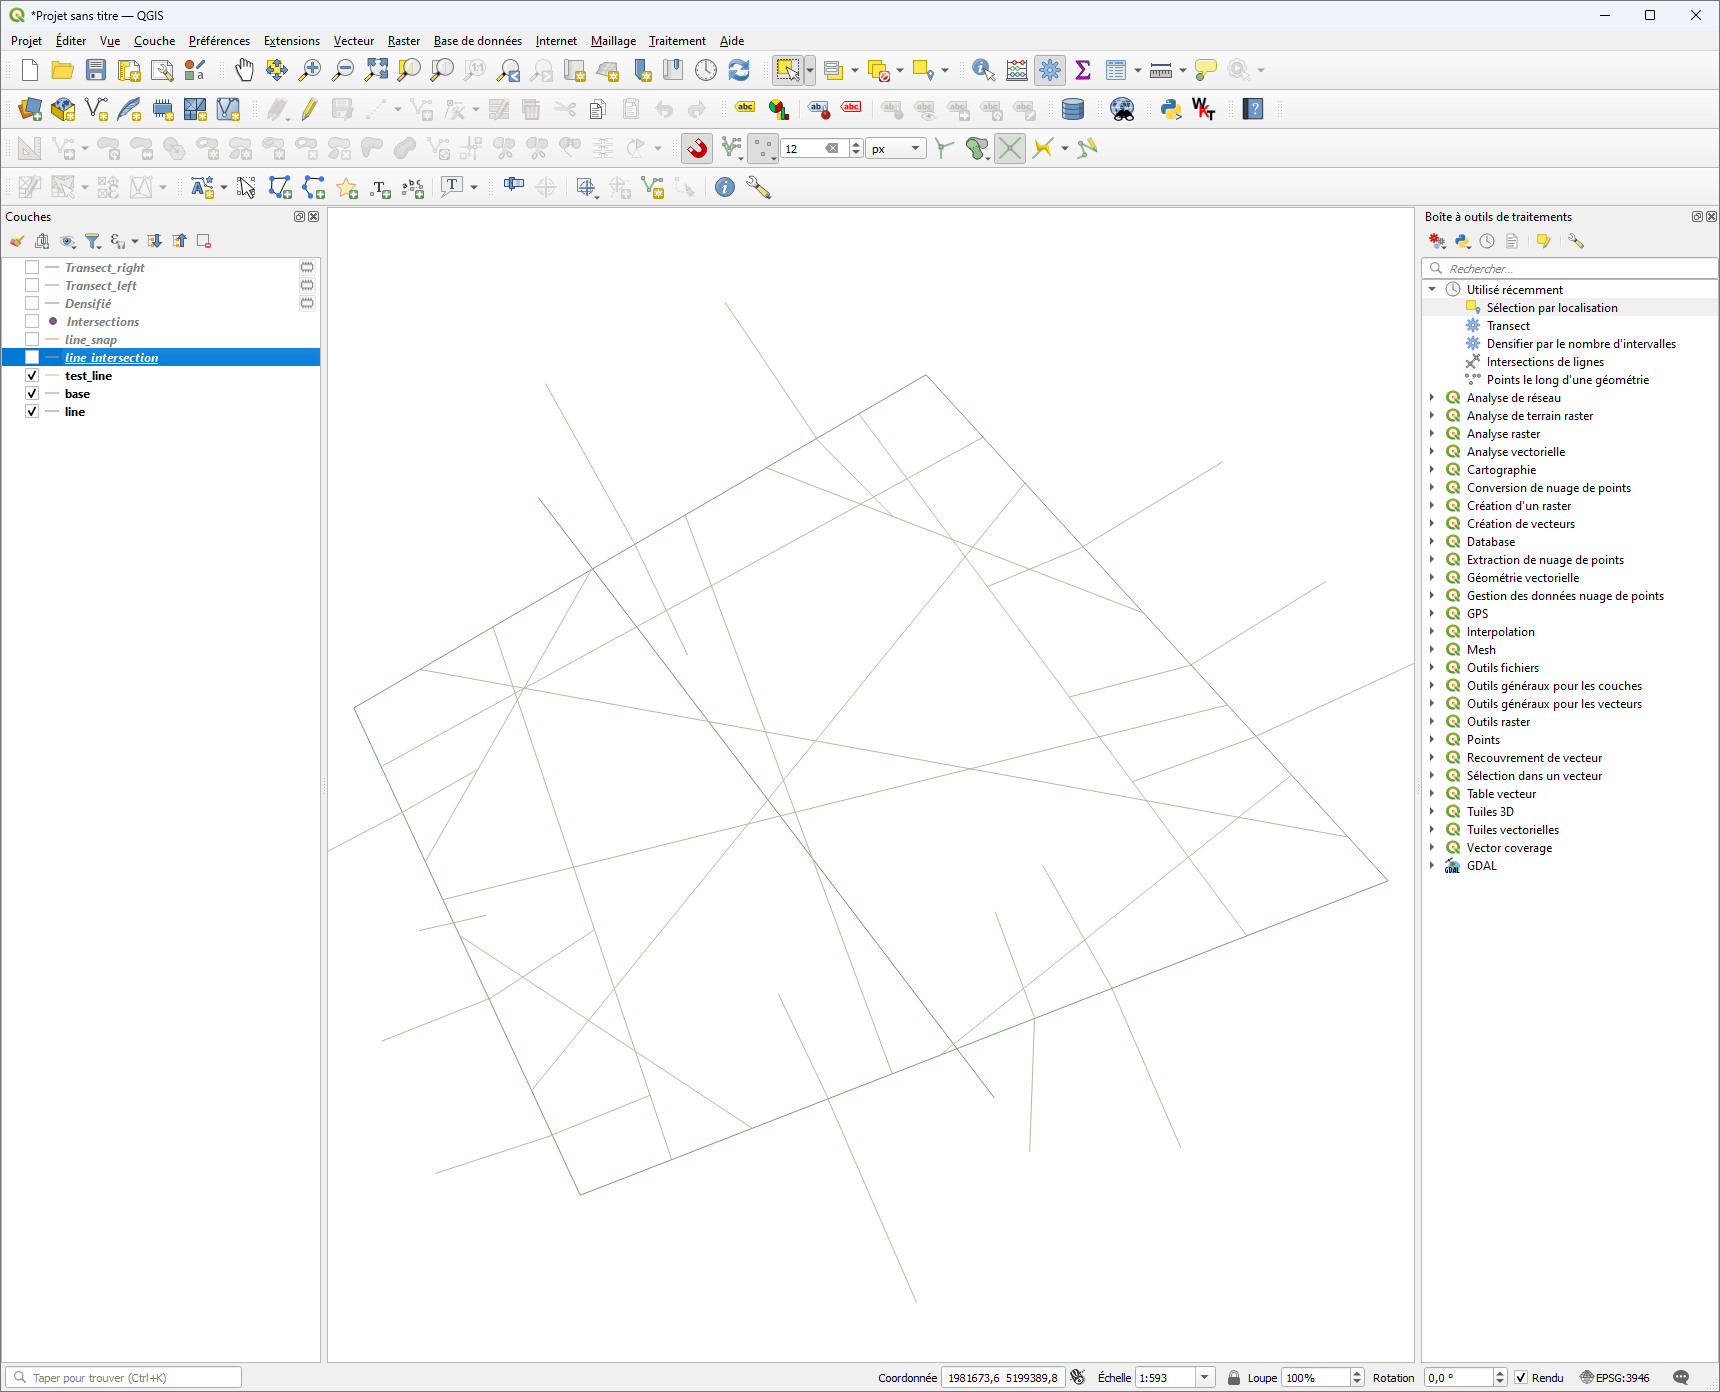 *Projet sans titre — QGIS
Projet Éditer Vue Couche Préférences Extensions Vecteur Raster Base de données Internet Maillage Traitement Aide
12 px
Couches
Transect_right
Transect_left
Densifié
Intersections
line_snap
line_intersection
test_line
base
line
Boîte à outils de traitements
Rechercher...
Utilisé récemment
Sélection par localisation
Transect
Densifier par le nombre d'intervalles
Intersections de lignes
Points le long d'une géométrie
Analyse de réseau
Analyse de terrain raster
Analyse raster
Analyse vectorielle
Cartographie
Conversion de nuage de points
Création d'un raster
Création de vecteurs
Database
Extraction de nuage de points
Géométrie vectorielle
Gestion des données nuage de points
GPS
Interpolation
Mesh
Outils fichiers
Outils généraux pour les couches
Outils généraux pour les vecteurs
Outils raster
Points
Recouvrement de vecteur
Sélection dans un vecteur
Table vecteur
Tuiles 3D
Tuiles vectorielles
Vector coverage
GDAL
Taper pour trouver (Ctrl+K)
Coordonnée 1981673,6 5199389,8 Échelle 1:593 Loupe 100% Rotation 0,0 ° Rendu EPSG:3946